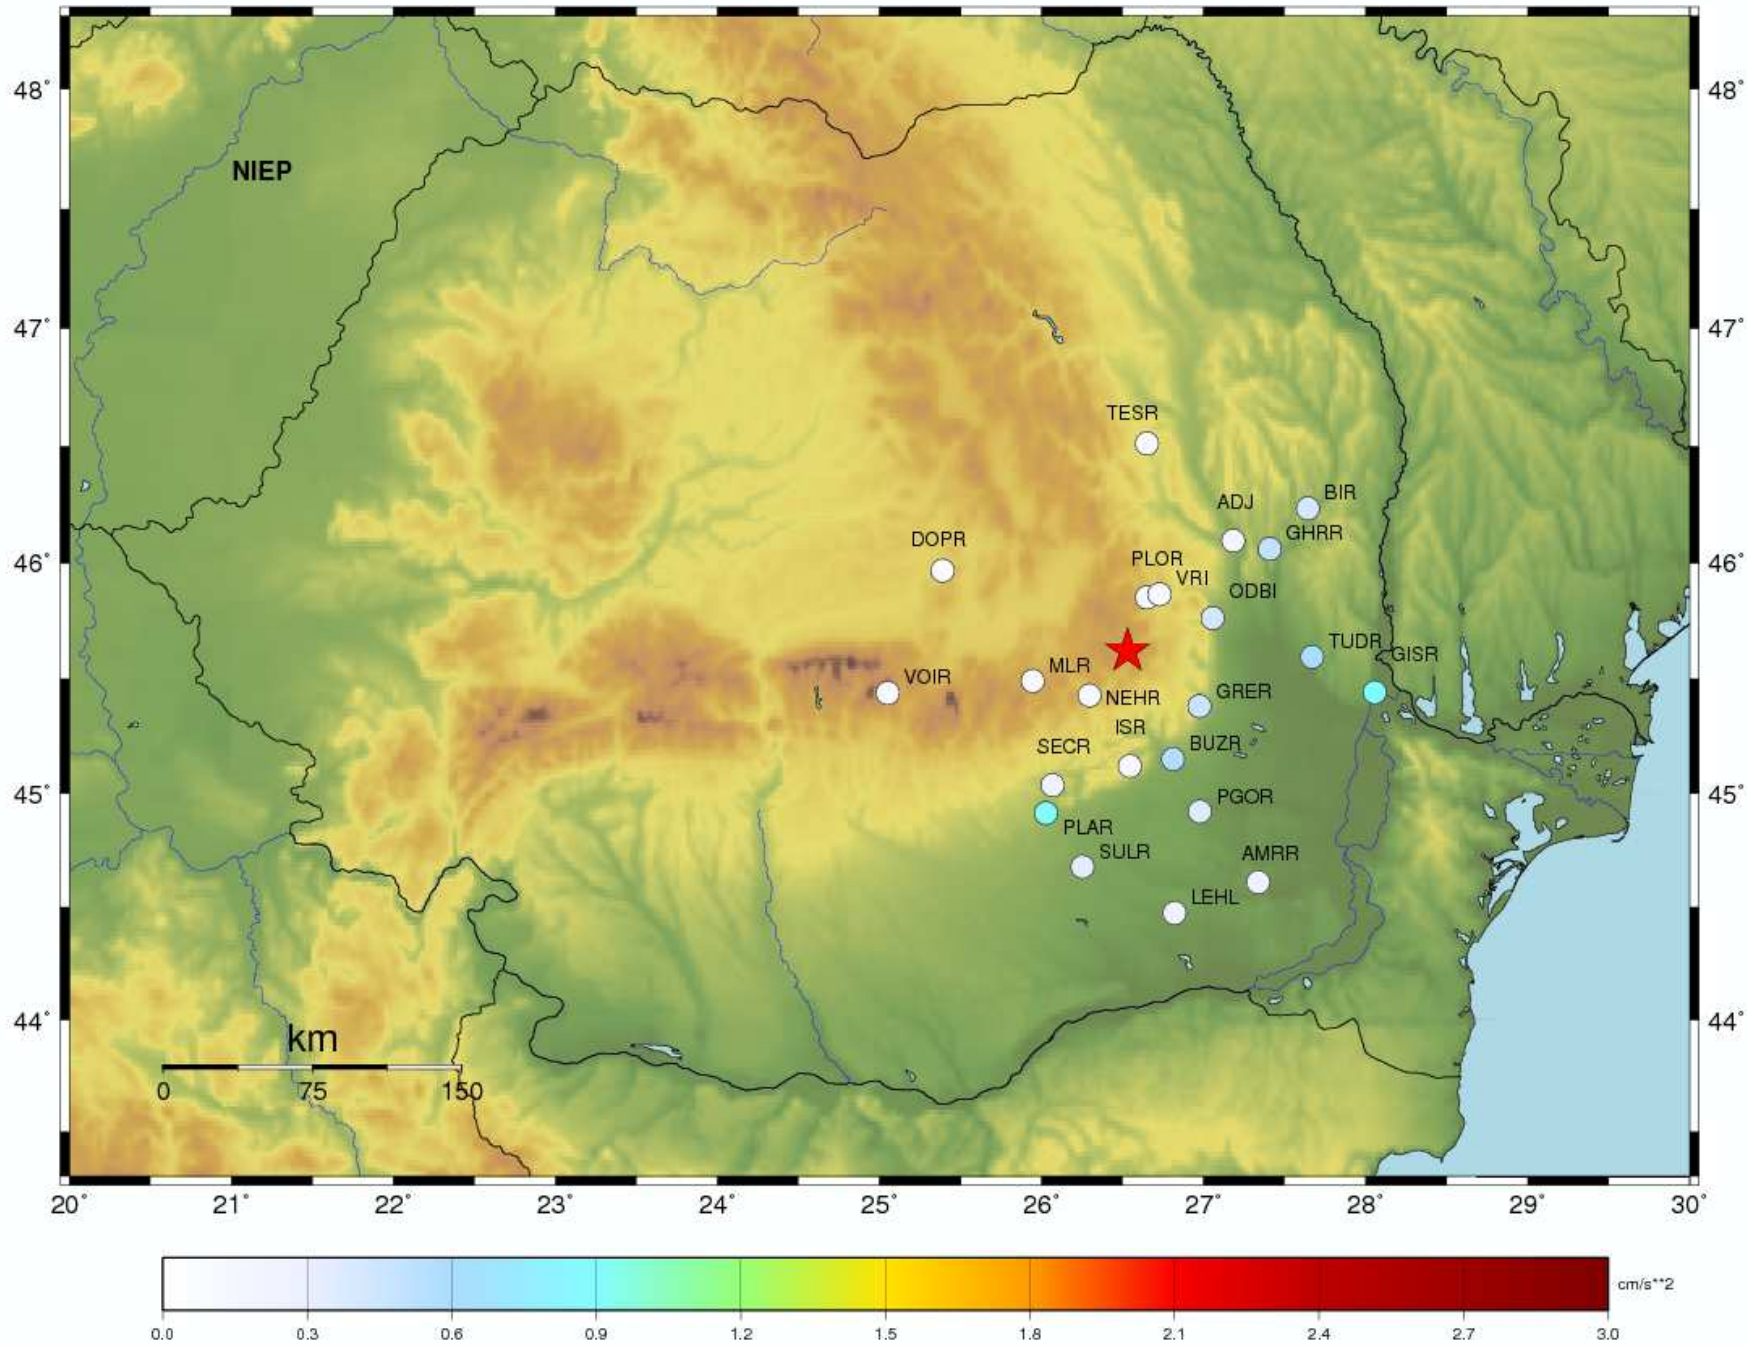 48° 48°
NIEP
47° 47°
TESR
BIR
ADJ
GHRR
DOPR
46° 46°
PLOR
VRI
ODBI
TUDR GISR
MLR
VOIR
GRER
NEHR
ISR
BUZR
SECR
45° 45°
PGOR
PLAR
SULR
AMRR
LEHL
44° 44°
km
0 75 150
20° 21° 22° 23° 24° 25° 26° 27° 28° 29° 30°
cm/s**2
0.0 0.3 0.6 0.9 1.2 1.5 1.8 2.1 2.4 2.7 3.0